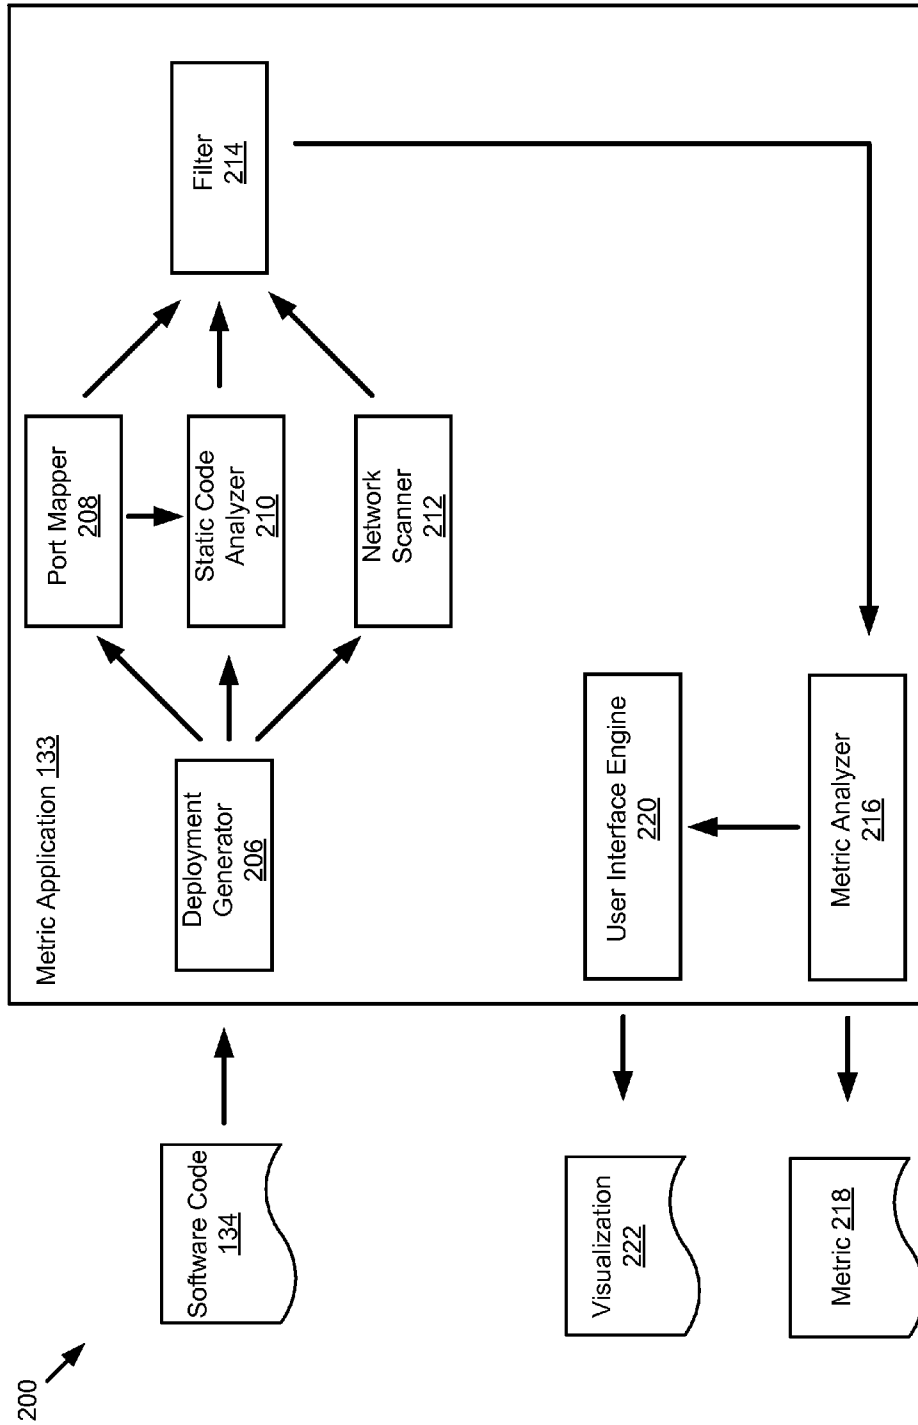 200
Metric Application 133
Software Code
134
Deployment
Generator
206
Port Mapper
208
Static Code
Analyzer
210
Network
Scanner
212
Filter
214
Visualization
222
User Interface Engine
220
Metric 218
Metric Analyzer
216